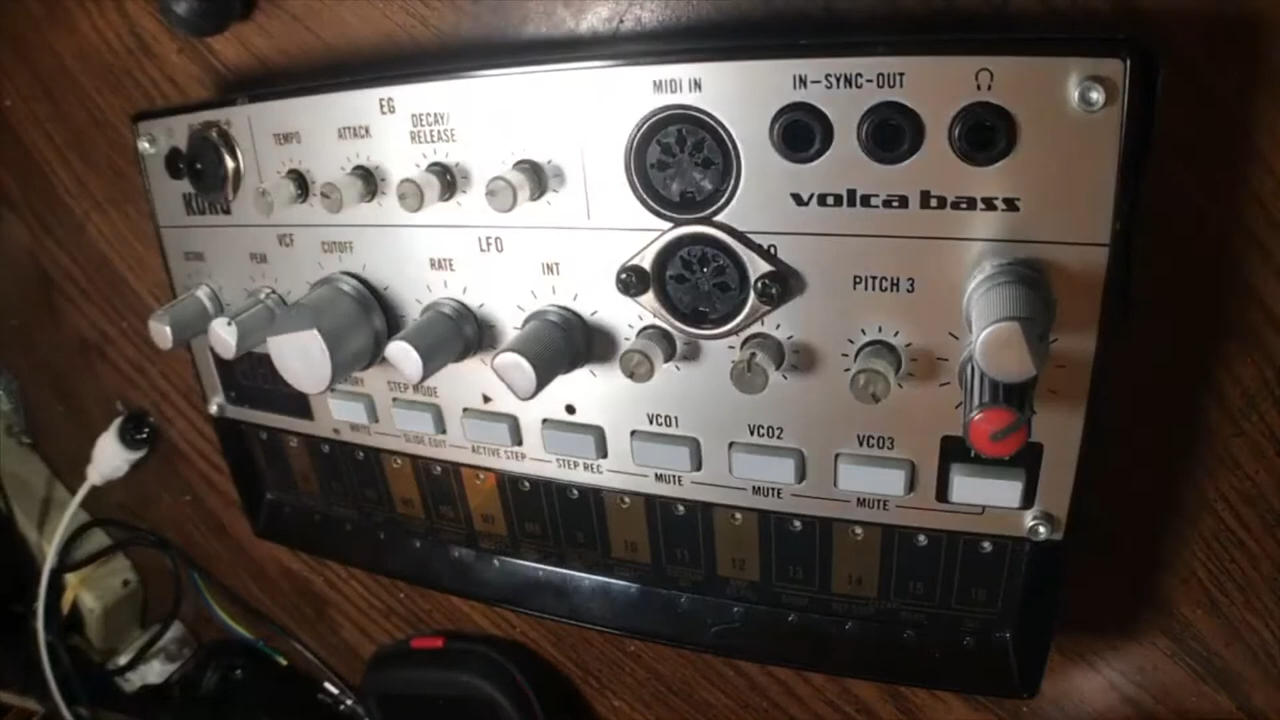 MIDI IN
IN–SYNC–OUT
EG
TEMPO
ATTACK
DECAY/
RELEASE
KORG
volca bass
VCF
LFO
OCTAVE
PEAK
CUTOFF
RATE
INT
PITCH 3
STEP MODE
VCO1
VCO2
VCO3
WRITE
SLIDE EDIT
ACTIVE STEP
STEP REC
MUTE
MUTE
MUTE
10
11
12
13
14
15
16